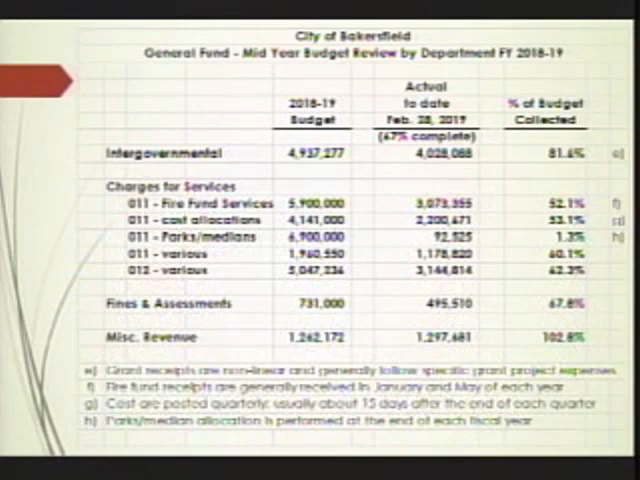 City of Bakersfield
General Fund - Mid Year Budget Review by Department FY 2018-19
Actual
2018-19 to date % of Budget
Budget Feb. 28, 2019 Collected
(67% complete)
Intergovernmental 4,937,277 4,028,088 81.6% e)
Charges for Services
011 - Fire Fund Services 5,900,000 3,073,355 52.1% f)
011 - cost allocations 4,141,000 2,200,671 53.1% g)
011 - Parks/medians 6,900,000 92,525 1.3% h)
011 - various 1,960,550 1,178,820 60.1%
012 - various 5,047,236 3,144,814 62.3%
Fines & Assessments 731,000 495,510 67.8%
Misc. Revenue 1,262,172 1,297,681 102.8%
e) Grant receipts are non-linear and generally follow specific grant project expenses
f) Fire fund receipts are generally received in January and May of each year
g) Cost are posted quarterly; usually about 15 days after the end of each quarter
h) Parks/median allocation is performed at the end of each fiscal year